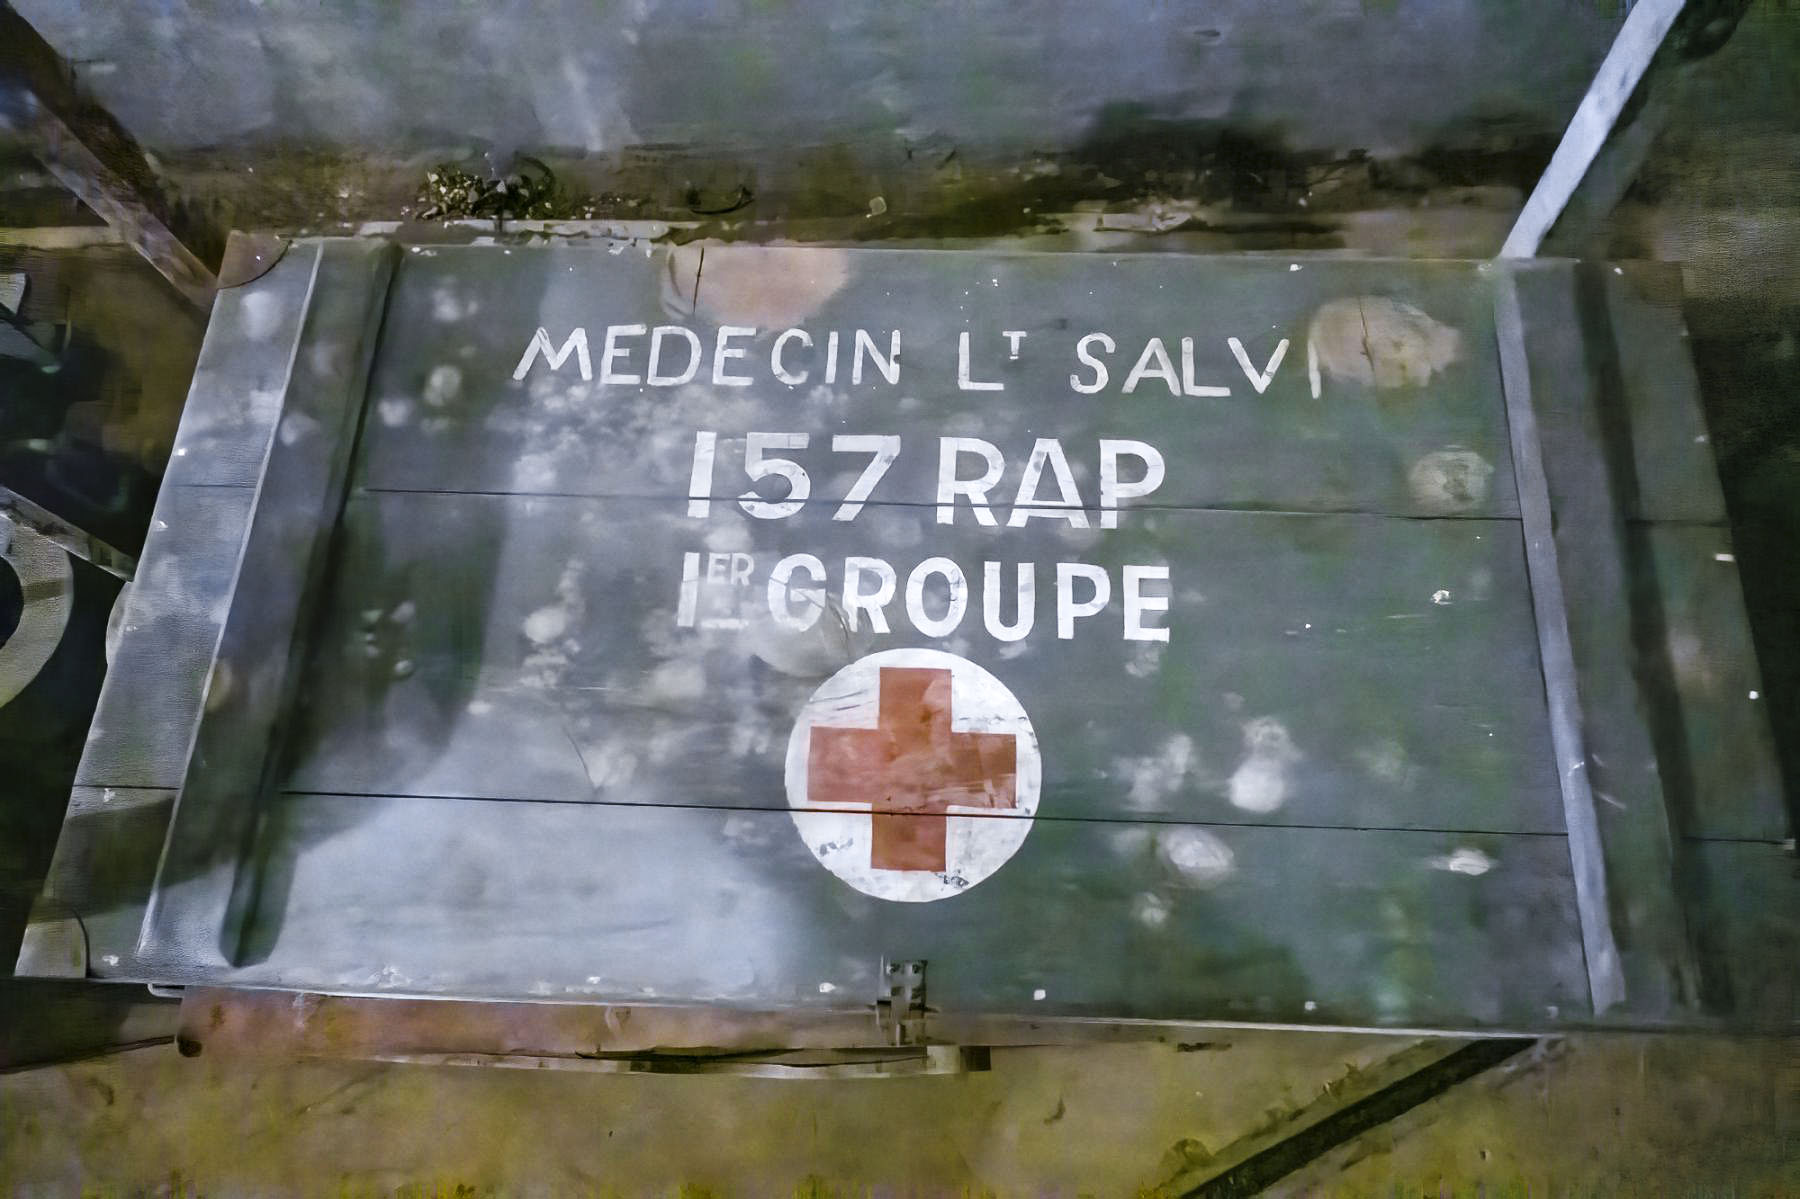 MEDECIN LT SALVI
157 RAP
1ER GROUPE